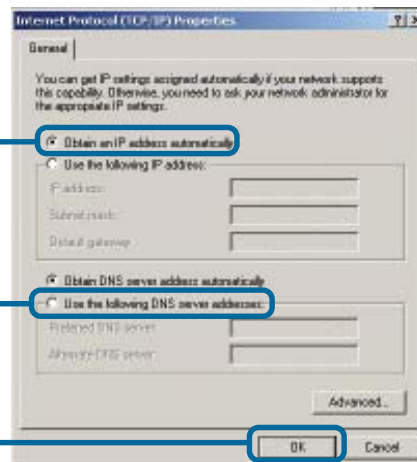 Internet Protocol (TCP/IP) Properties
General
You can get IP settings assigned automatically if your network supports
this capability. Otherwise, you need to ask your network administrator for
the appropriate IP settings.
Obtain an IP address automatically
Use the following IP address:
IP address:
Subnet mask:
Default gateway:
Obtain DNS server address automatically
Use the following DNS server addresses:
Preferred DNS server:
Alternate DNS server:
Advanced...
OK
Cancel